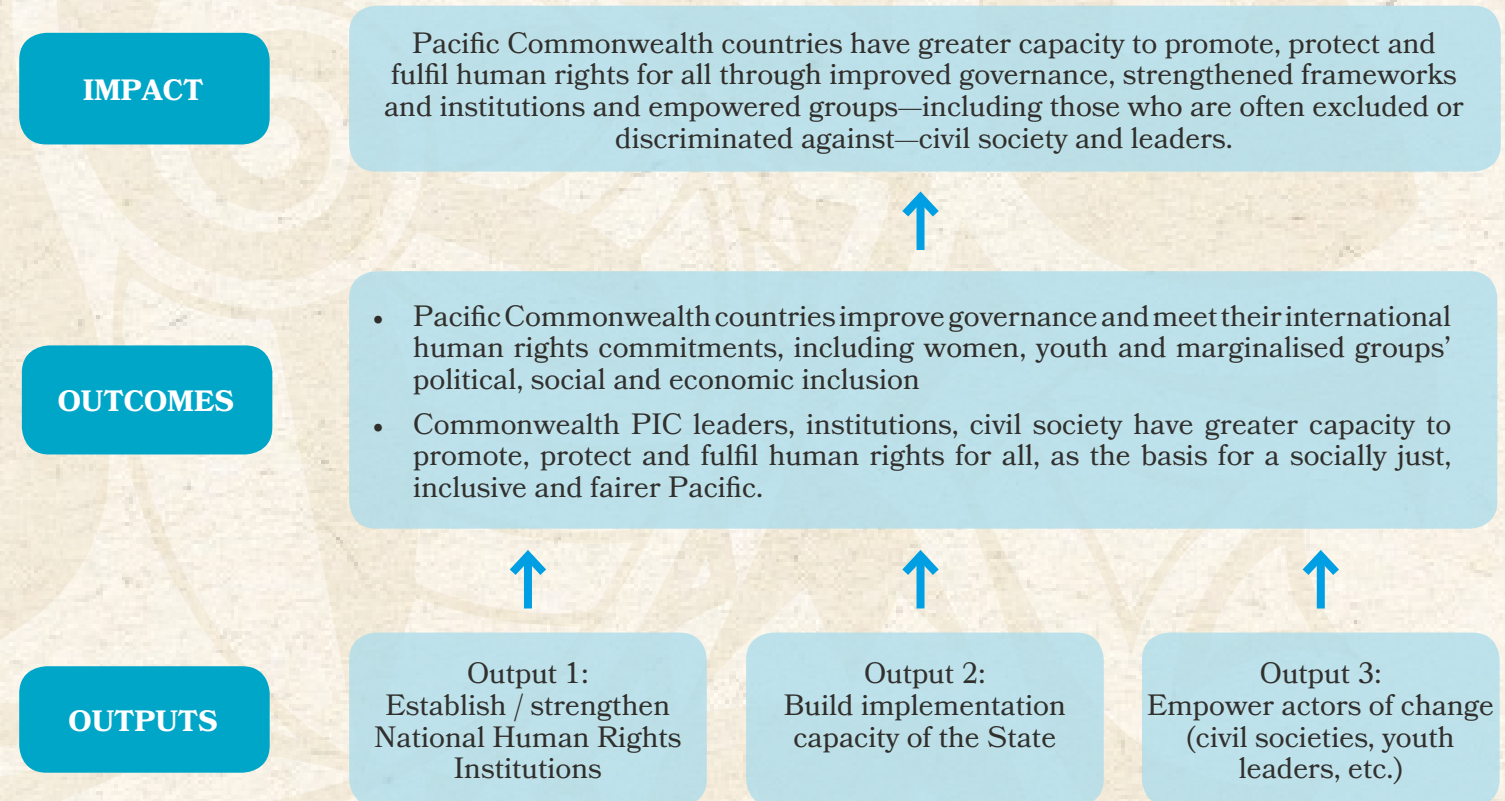 IMPACT
Pacific Commonwealth countries have greater capacity to promote, protect and
fulfil human rights for all through improved governance, strengthened frameworks
and institutions and empowered groups—including those who are often excluded or
discriminated against—civil society and leaders.
OUTCOMES
• Pacific Commonwealth countries improve governance and meet their international
human rights commitments, including women, youth and marginalised groups’
political, social and economic inclusion
• Commonwealth PIC leaders, institutions, civil society have greater capacity to
promote, protect and fulfil human rights for all, as the basis for a socially just,
inclusive and fairer Pacific.
OUTPUTS
Output 1:
Establish / strengthen
National Human Rights
Institutions
Output 2:
Build implementation
capacity of the State
Output 3:
Empower actors of change
(civil societies, youth
leaders, etc.)